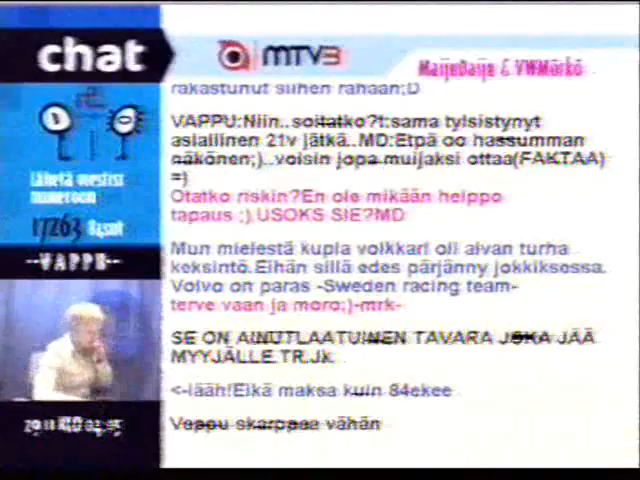 chat
MTV3
MaijeDaije & VWMörkö
rakastunut siihen rahaan;D
VAPPU:Niin..soitatko?t:sama tylsistynyt
asiallinen 21v jätkä..MD:Etpä oo hassumman
näkönen;)..voisin jopa muijaksi ottaa(FAKTAA)
=)
Otatko riskin?En ole mikään helppo
tapaus ;).USOKS SIE?MD
Mun mielestä kupla volkkari oli aivan turha
keksintö.Eihän sillä edes pärjänny jokkiksessa.
Volvo on paras -Sweden racing team-
terve vaan ja moro;)-mrk-
SE ON AINUTLAATUINEN TAVARA JOKA JÄÄ
MYYJÄLLE.TR.Jk
<-lääh!Eikä maksa kuin 84ekee
Vappu skarppaa vähän
Lähetä viestisi
numeroon
17263
--VAPPU--